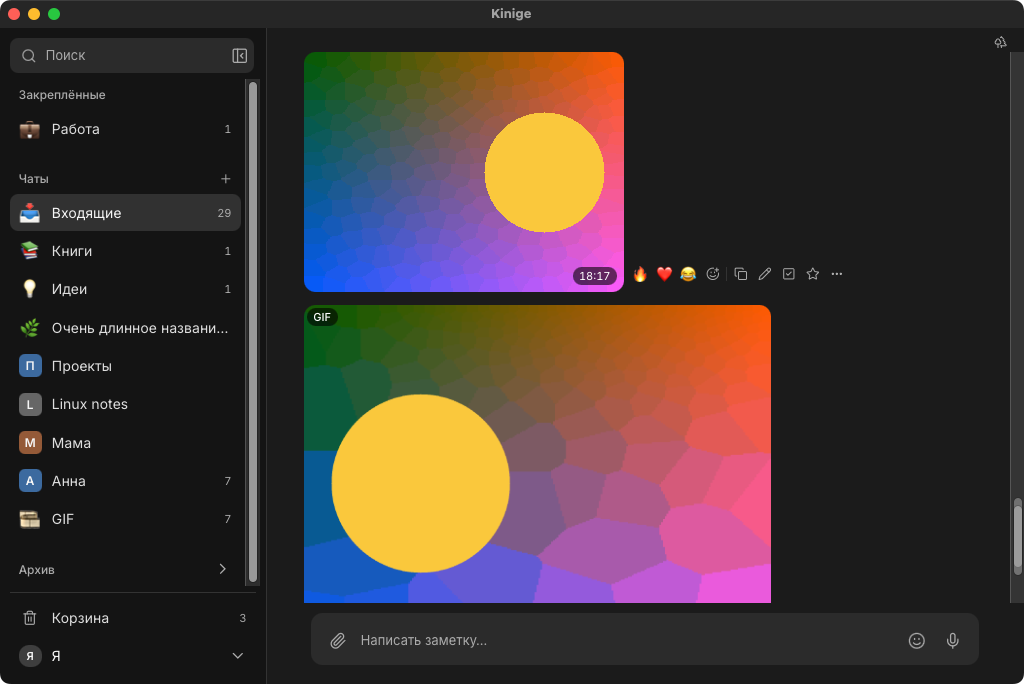 Kinige
Поиск
Закреплённые
Работа 1
Чаты
Входящие 29
Книги 1
Идеи 1
Очень длинное названи...
П Проекты
L Linux notes
М Мама
А Анна 7
GIF 7
Архив
Корзина 3
Я Я
18:17
GIF
Написать заметку...